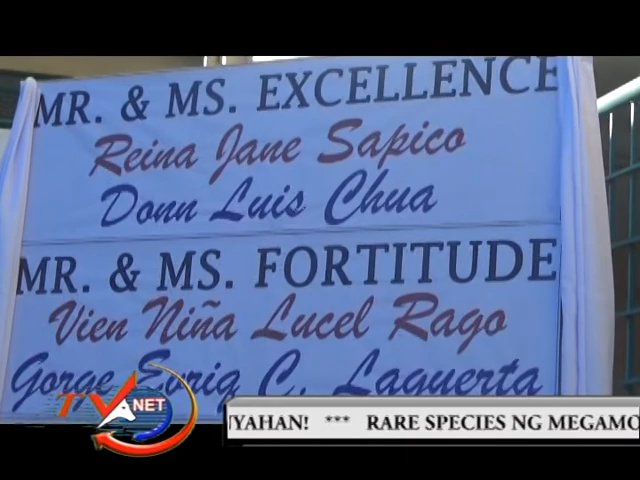 MR. & MS. EXCELLENCE
Reina Jane Sapico
Donn Luis Chua
MR. & MS. FORTITUDE
Vien Niña Lucel Rago
Gorge C. Laguerta
TV NET
YAHAN! *** RARE SPECIES NG MEGAMO